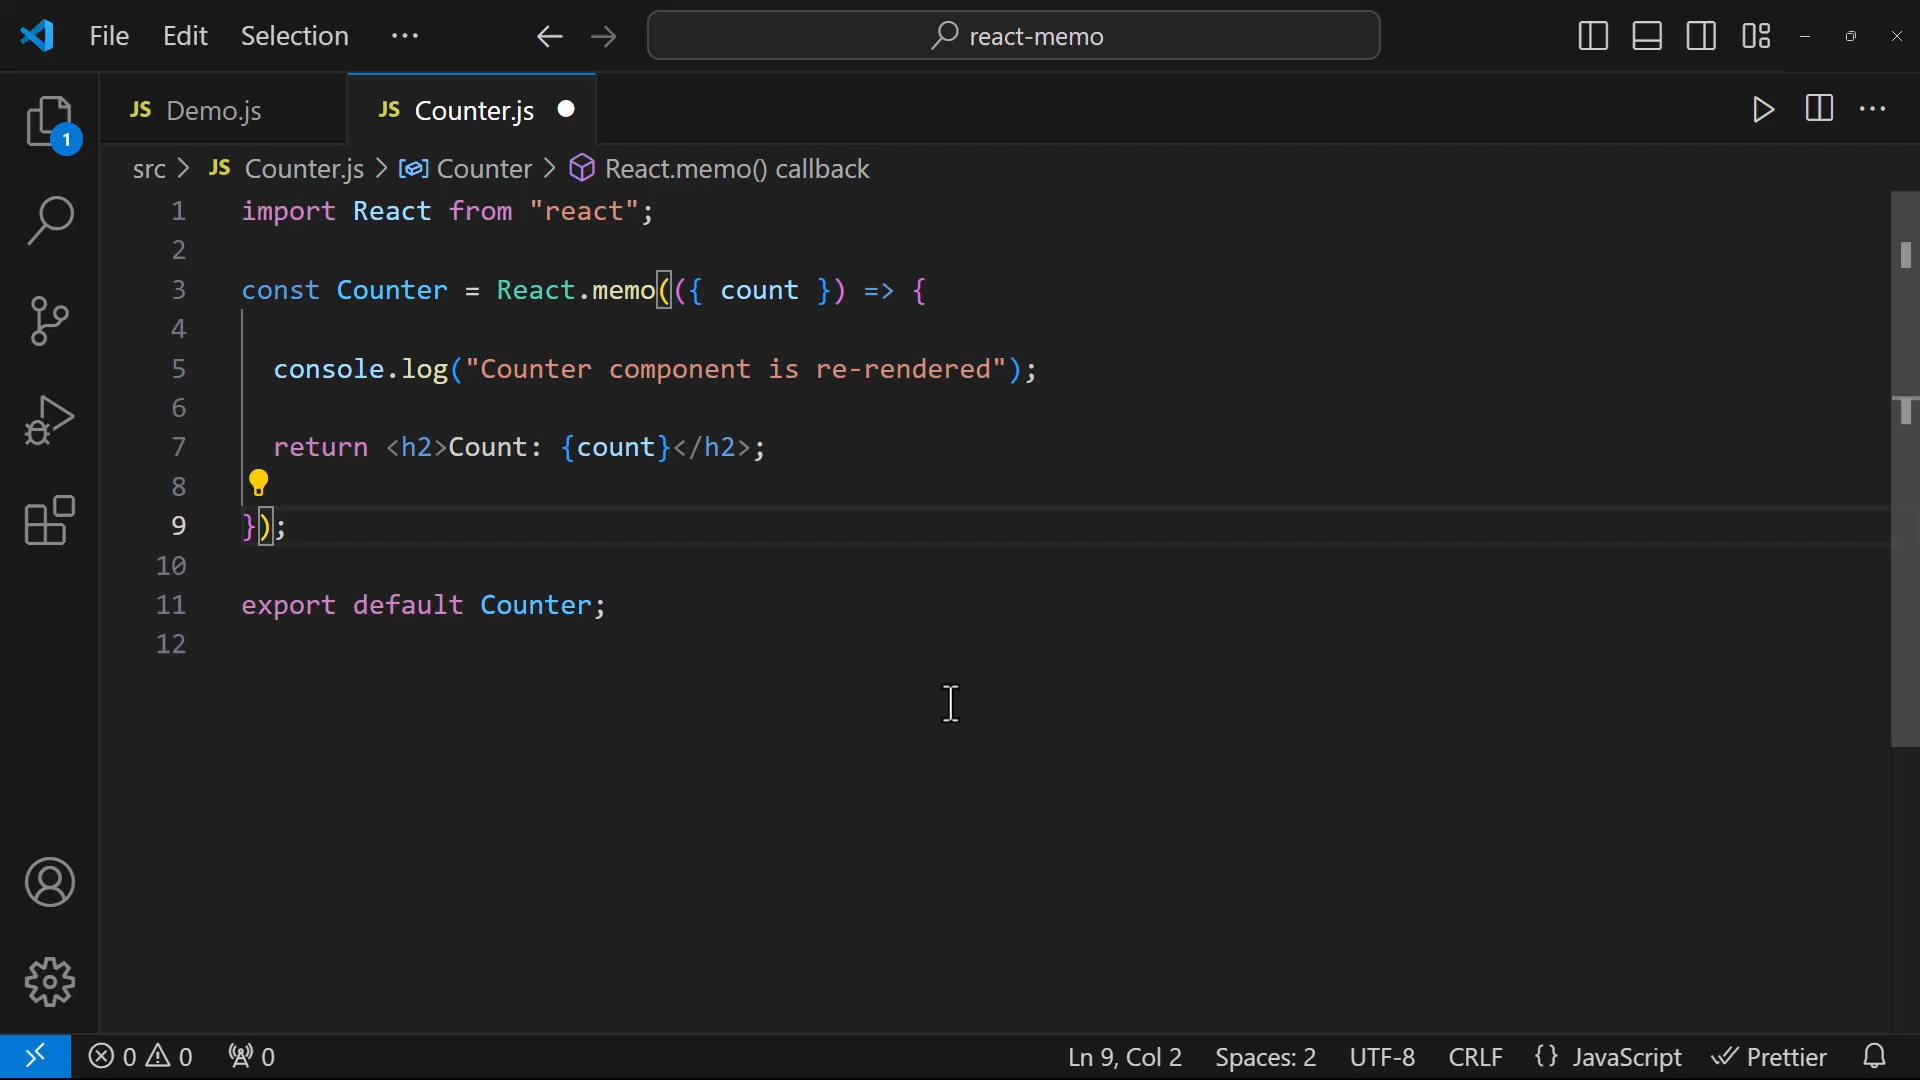 File Edit Selection ··· react-memo
JS Demo.js JS Counter.js
1
src > JS Counter.js > Counter > React.memo() callback
1 import React from "react";
2
3 const Counter = React.memo(({ count }) => {
4
5 console.log("Counter component is re-rendered");
6
7 return <h2>Count: {count}</h2>;
8
9 });
10
11 export default Counter;
12
0 0 0 Ln 9, Col 2 Spaces: 2 UTF-8 CRLF {} JavaScript Prettier